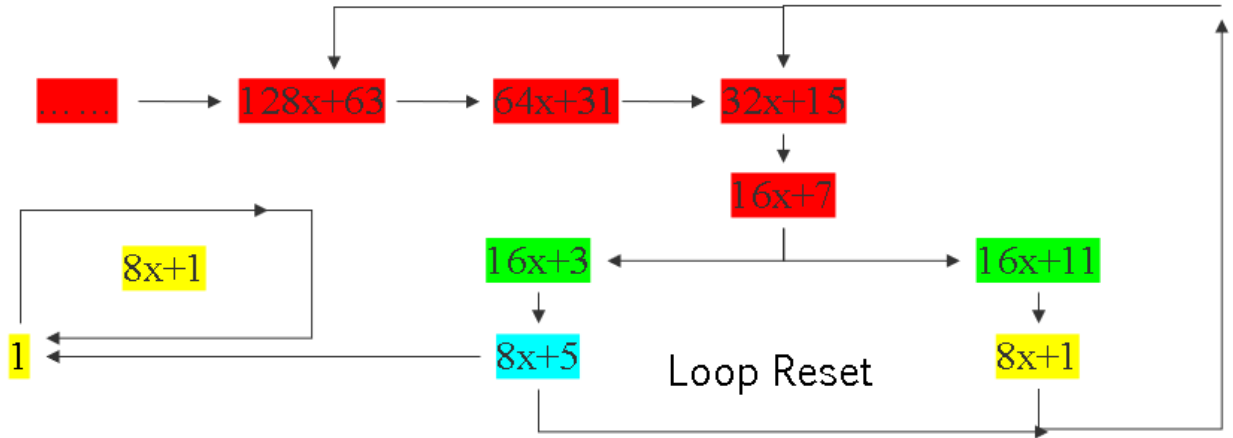 ...... 128x+63 64x+31 32x+15
16x+7
16x+3 16x+11
8x+1
1 8x+5 Loop Reset 8x+1